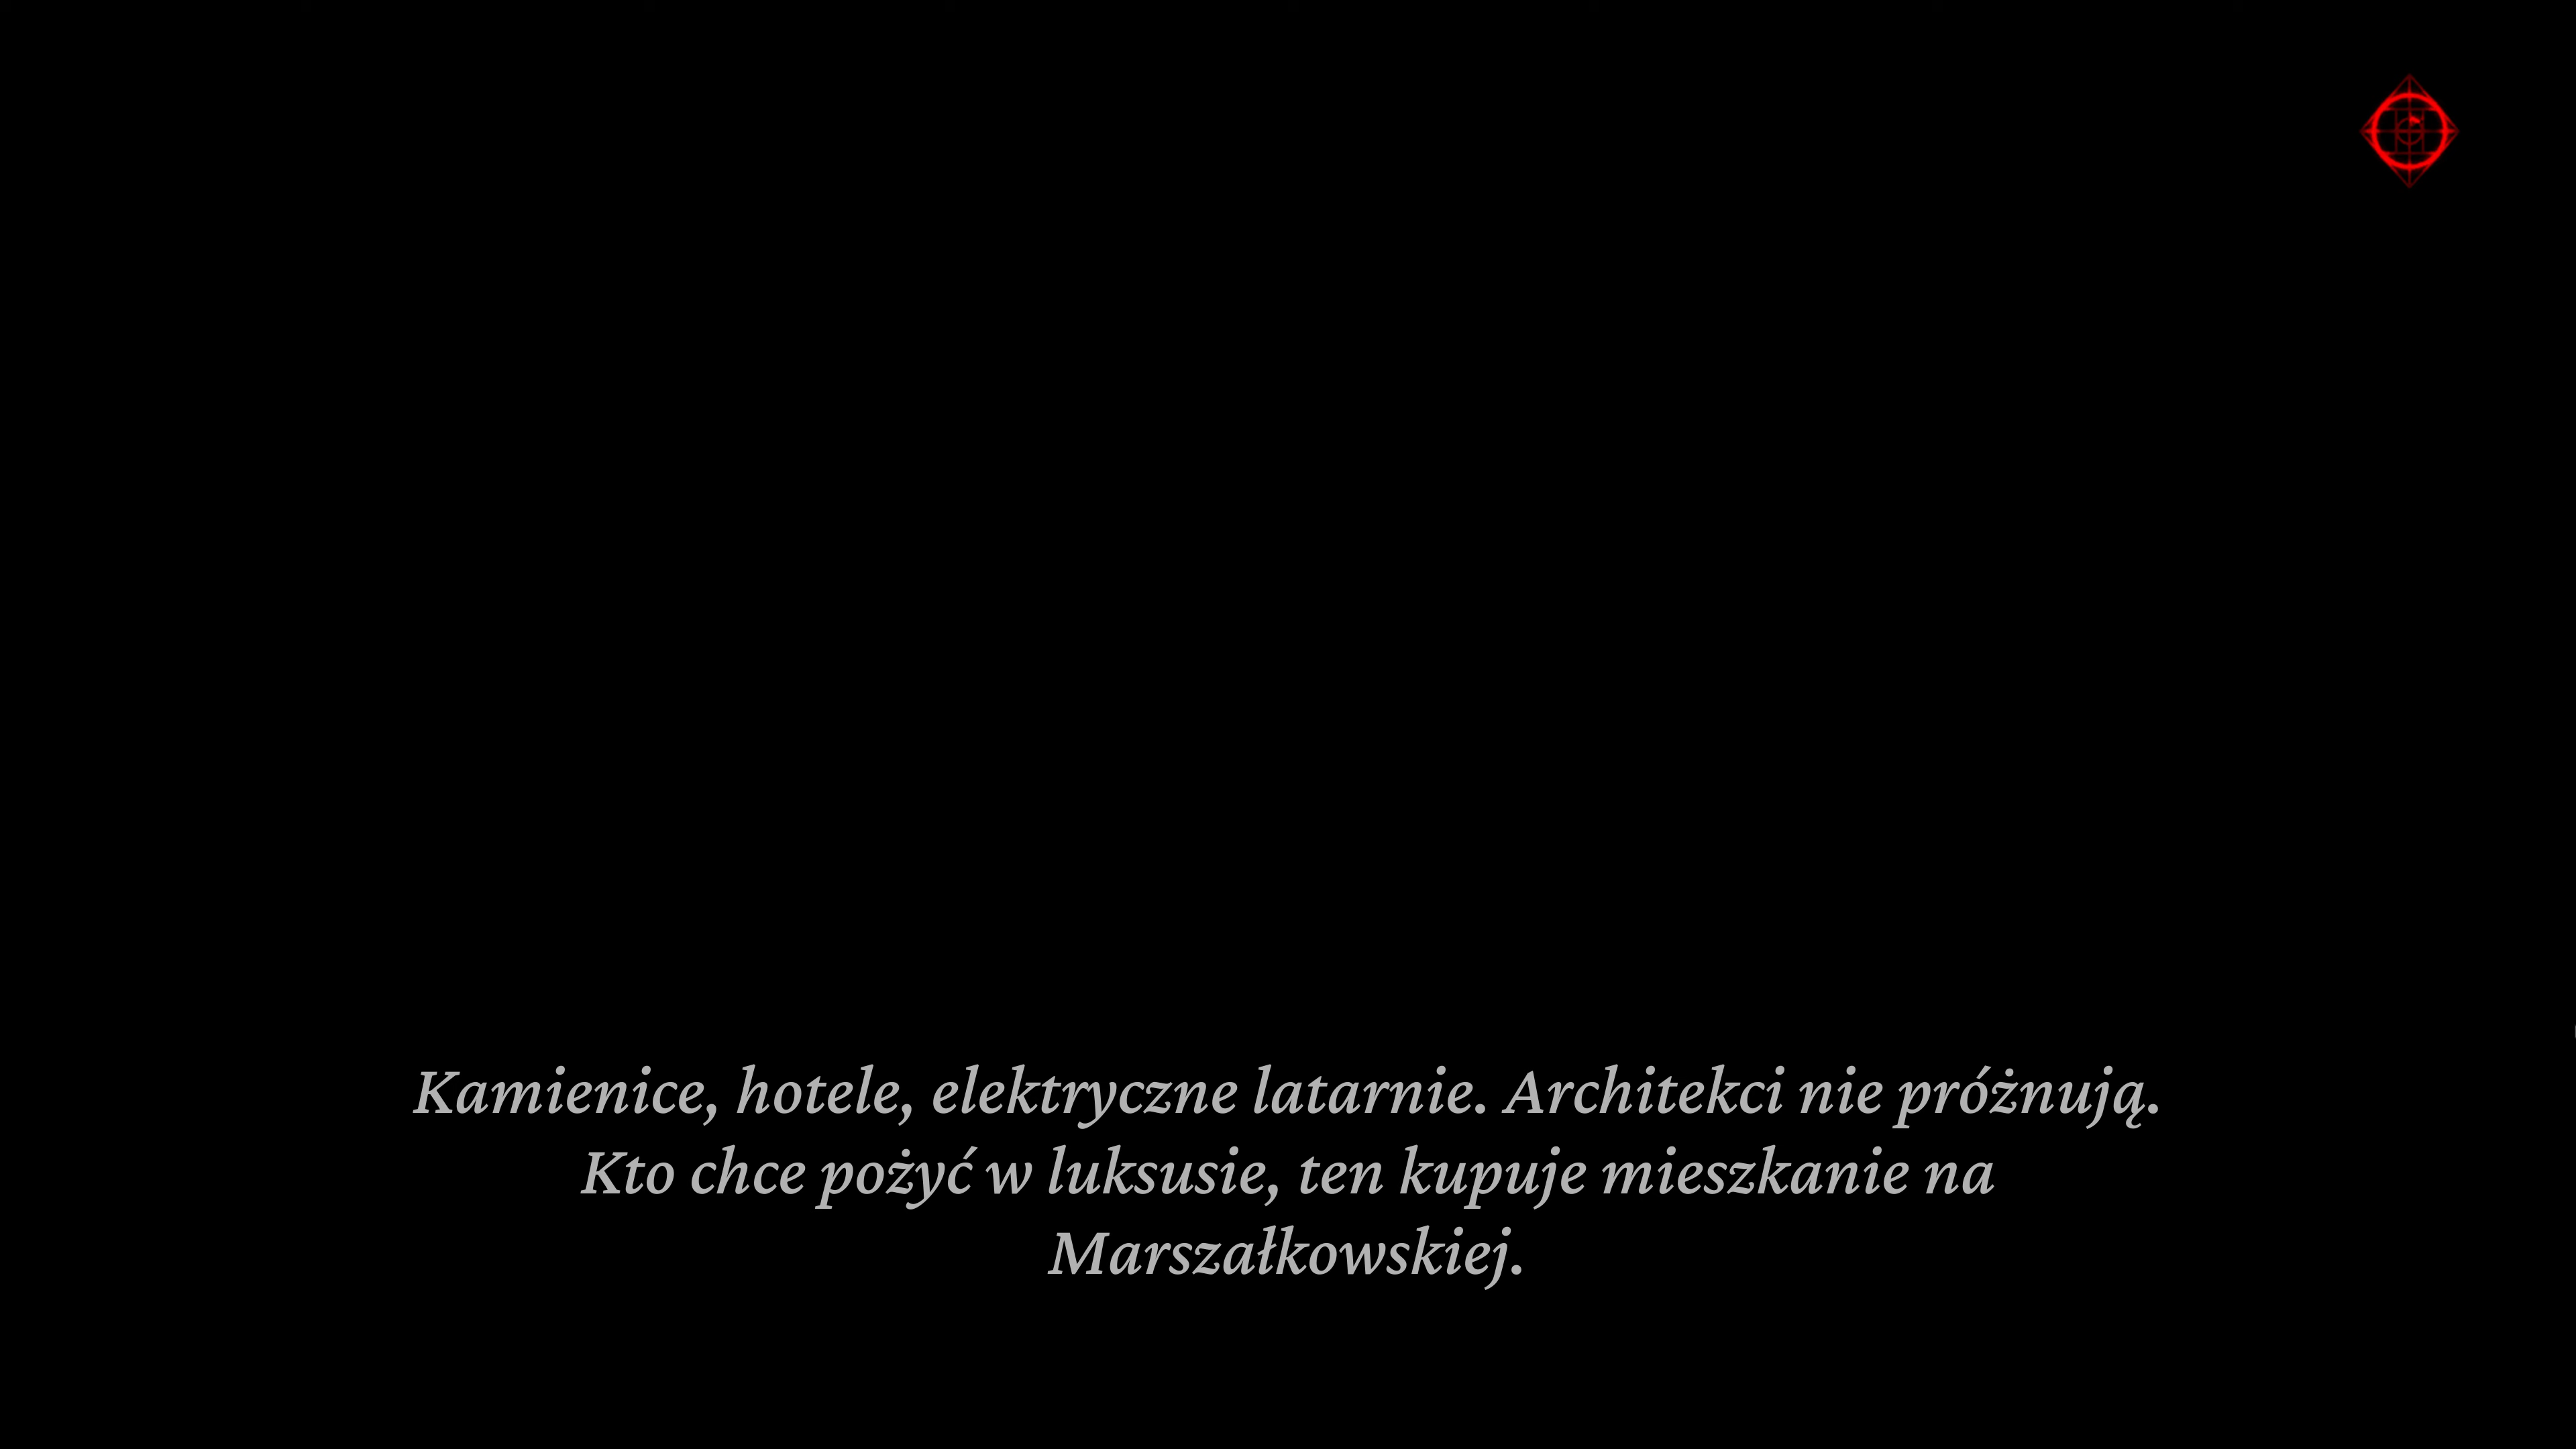 Kamienice, hotele, elektryczne latarnie. Architekci nie próżnują.
Kto chce pożyć w luksusie, ten kupuje mieszkanie na
Marszałkowskiej.